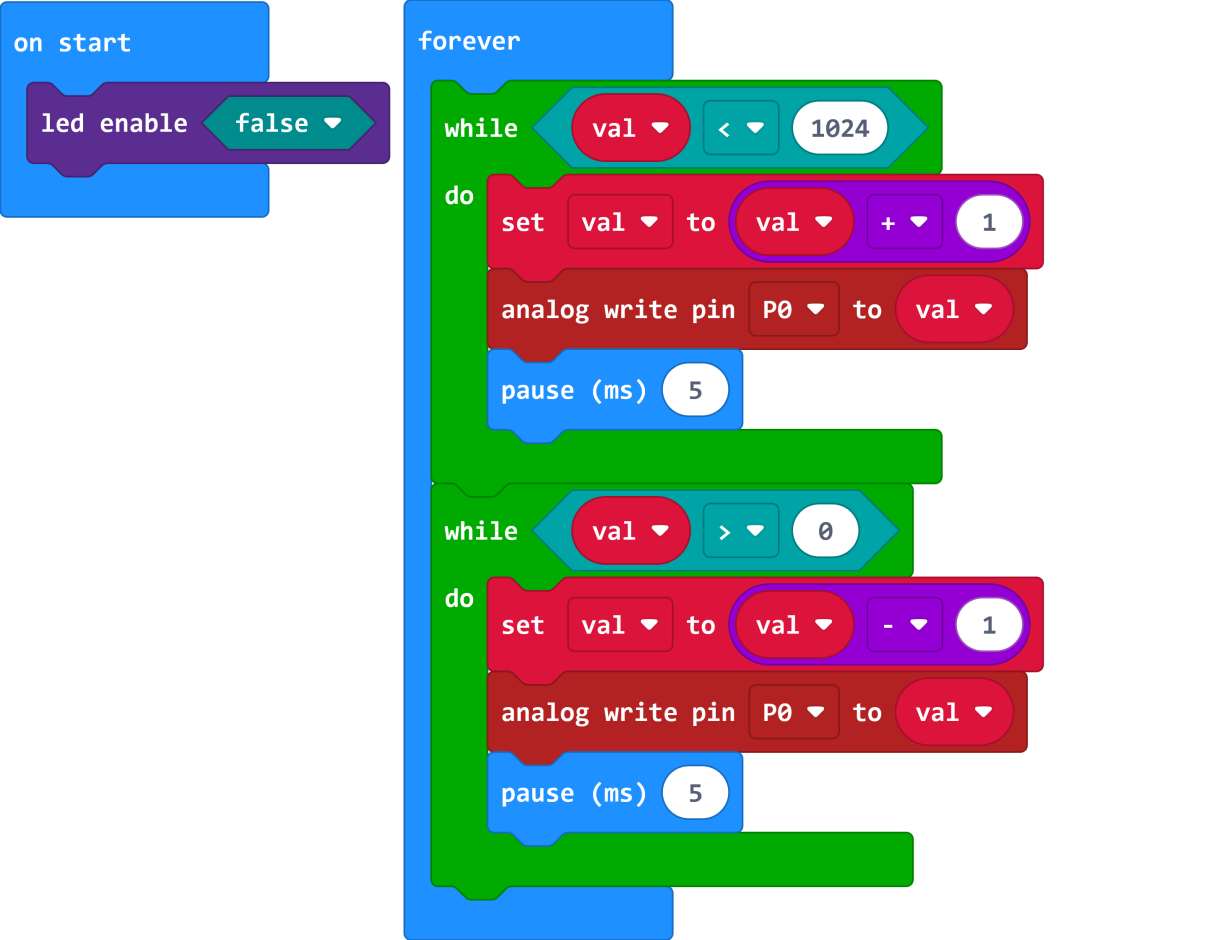 on start
led enable false
forever
while val < 1024
do
set val to val + 1
analog write pin P0 to val
pause (ms) 5
while val > 0
do
set val to val - 1
analog write pin P0 to val
pause (ms) 5